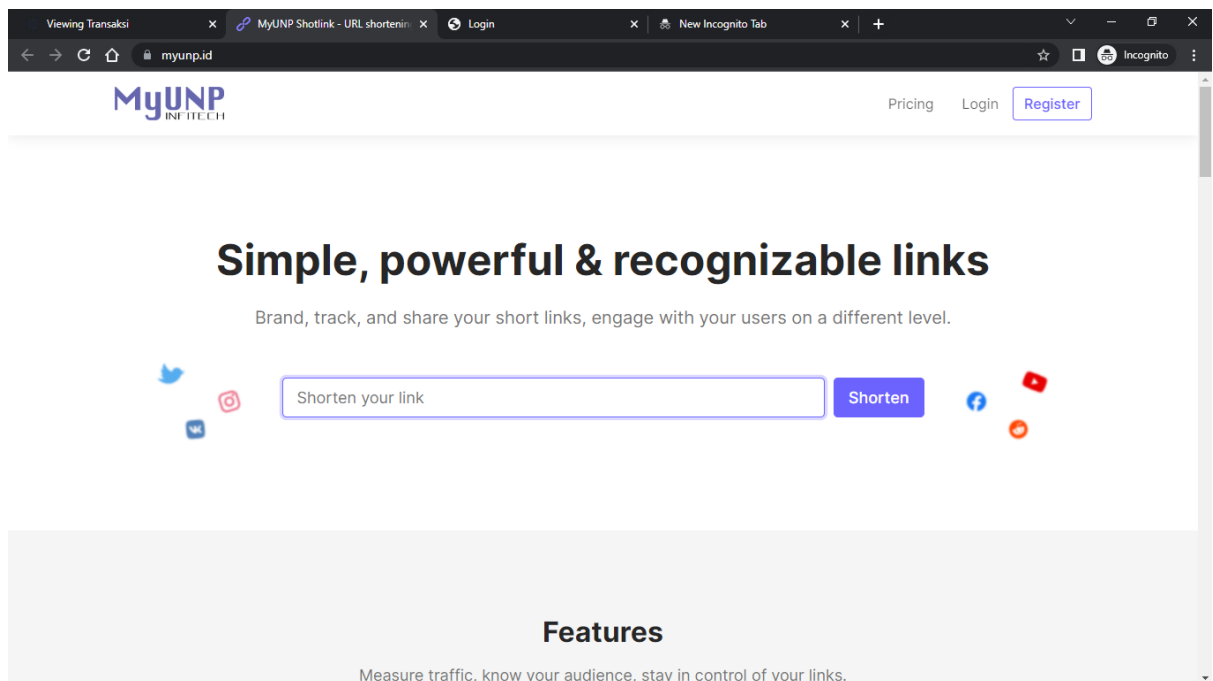 Viewing Transaksi
MyUNP Shotlink - URL shortenin
Login
New Incognito Tab
myunp.id
Incognito
MyUNP
INFITECH
Pricing
Login
Register
Simple, powerful & recognizable links
Brand, track, and share your short links, engage with your users on a different level.
Shorten your link
Shorten
Features
Measure traffic, know your audience, stay in control of your links.